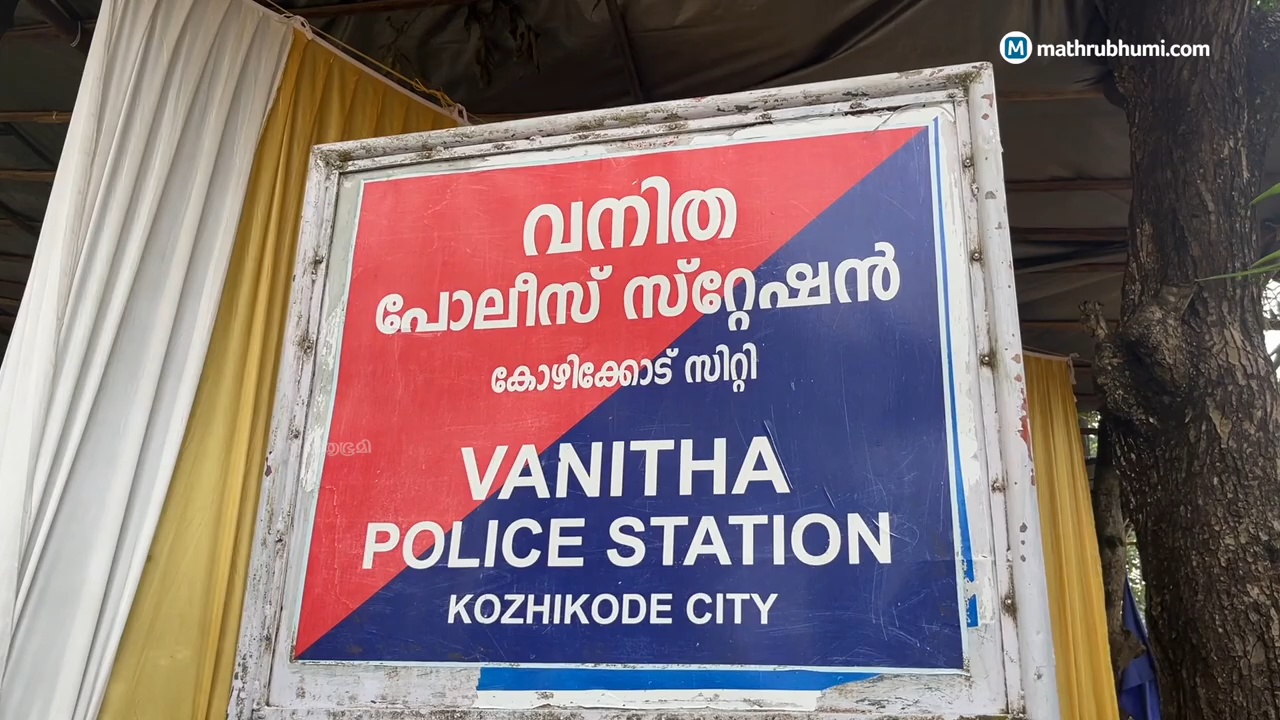 mathrubhumi.com
വനിത
പോലീസ് സ്റ്റേഷൻ
കോഴിക്കോട് സിറ്റി
VANITHA
POLICE STATION
KOZHIKODE CITY